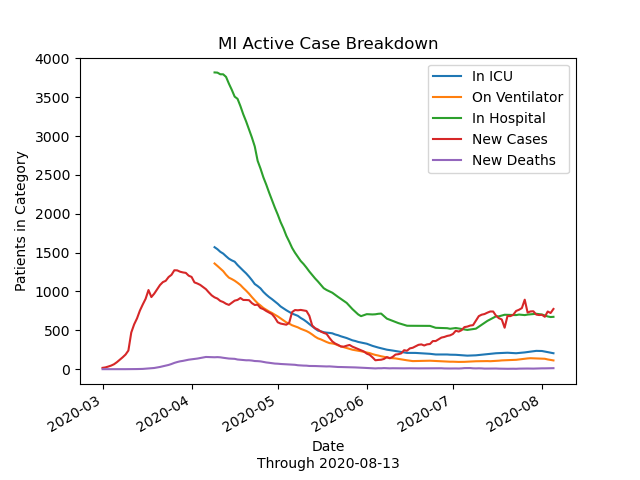 MI Active Case Breakdown
Patients in Category
4000
3500
3000
2500
2000
1500
1000
500
0
In ICU
On Ventilator
In Hospital
New Cases
New Deaths
2020-03
2020-04
2020-05
2020-06
2020-07
2020-08
Date
Through 2020-08-13